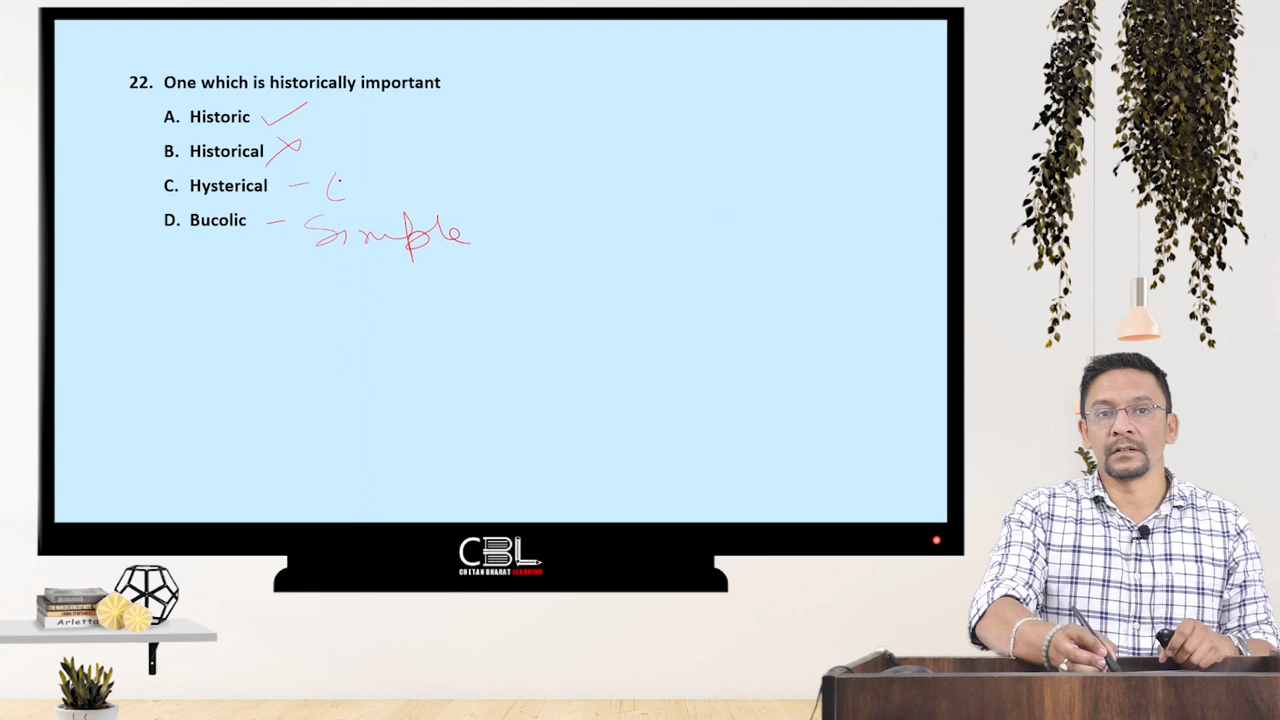 22. One which is historically important
A. Historic
B. Historical
C. Hysterical -
D. Bucolic - Simple
CBL
CHETAN BHARAT LEARNING
Arletta